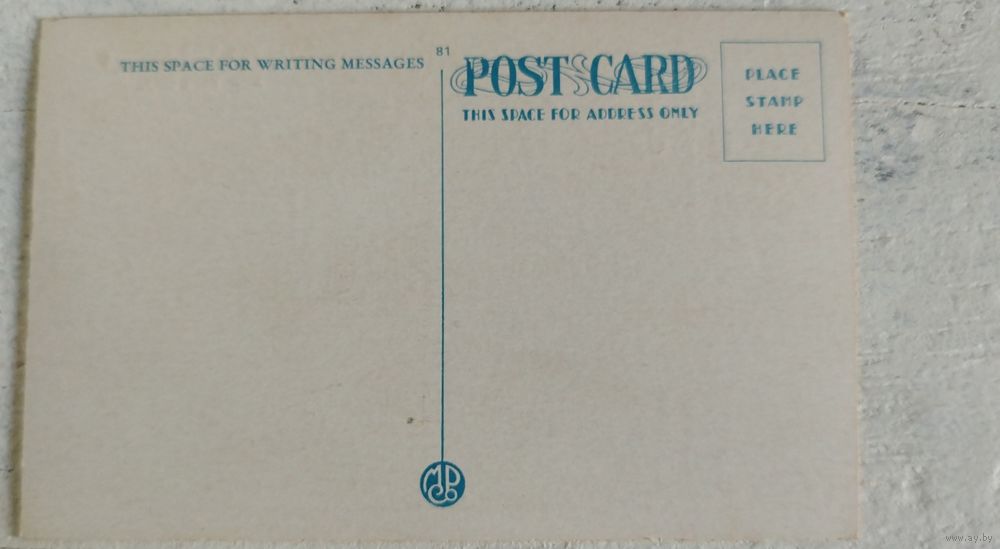 THIS SPACE FOR WRITING MESSAGES
81
POST CARD
THIS SPACE FOR ADDRESS ONLY
PLACE
STAMP
HERE
www.ay.by